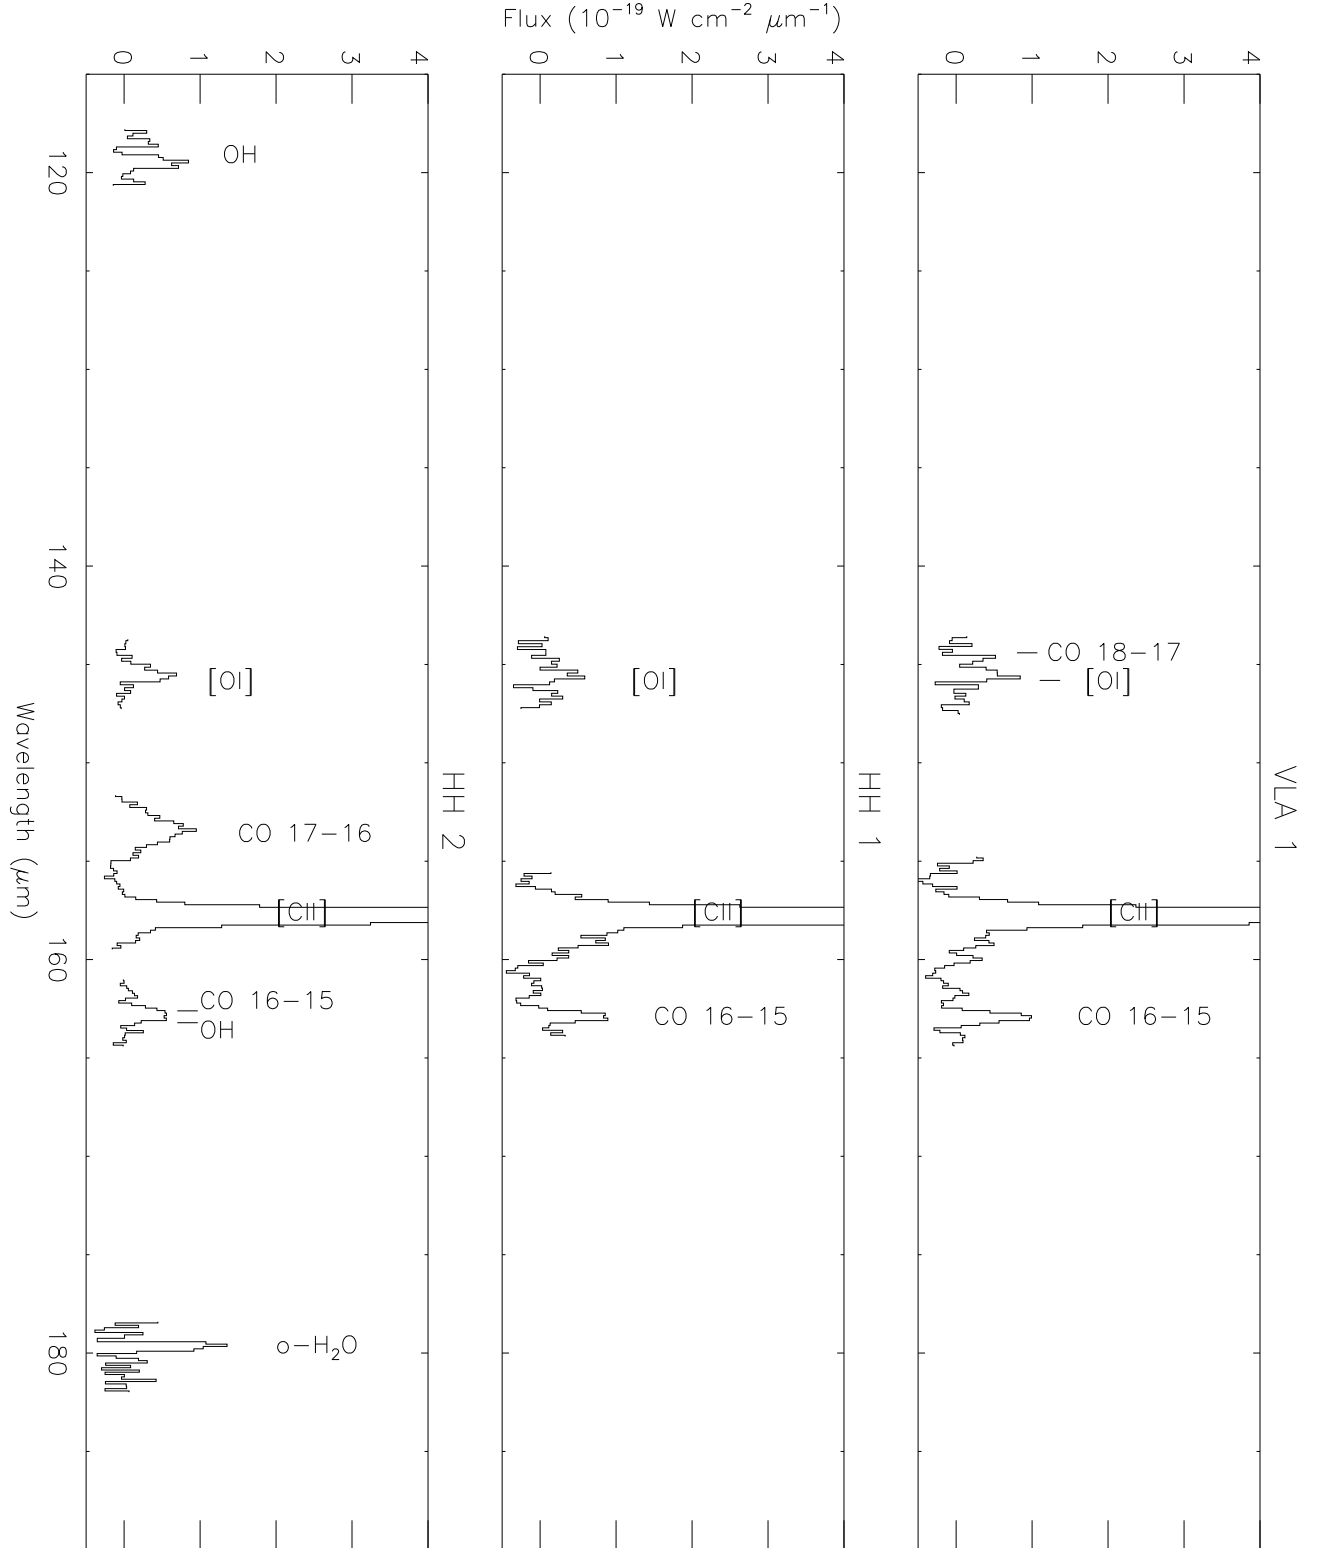 Flux (10⁻¹⁹ W cm⁻² μm⁻¹)
0 1 2 3 4
0 1 2 3 4
0 1 2 3 4
OH
[OI]
CO 17−16
[CII]
CO 16−15
OH
o−H₂O
HH 2
[OI]
[CII]
CO 16−15
HH 1
CO 18−17
[OI]
[CII]
CO 16−15
VLA 1
120 140 160 180
Wavelength (μm)